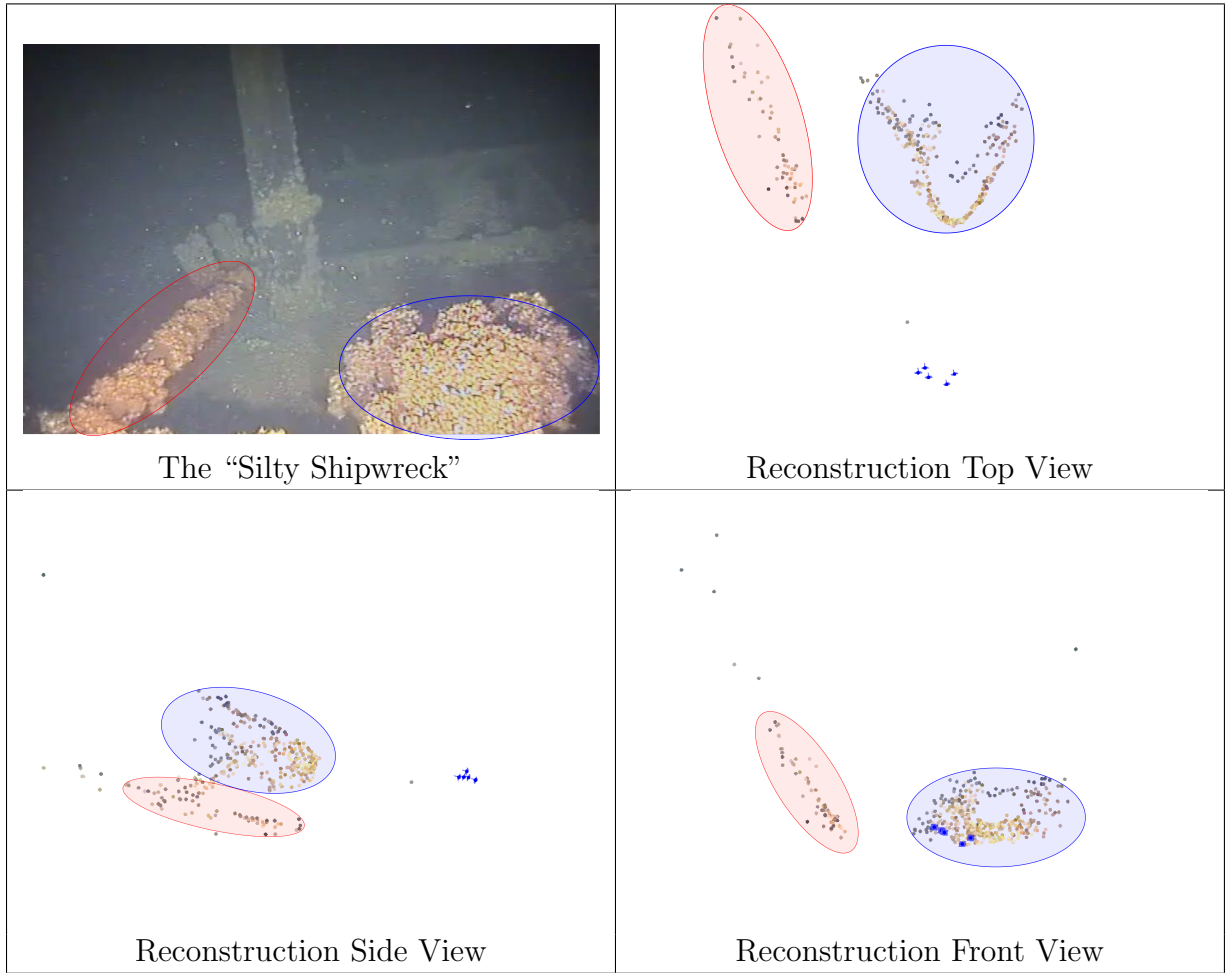 The “Silty Shipwreck”
Reconstruction Top View
Reconstruction Side View
Reconstruction Front View